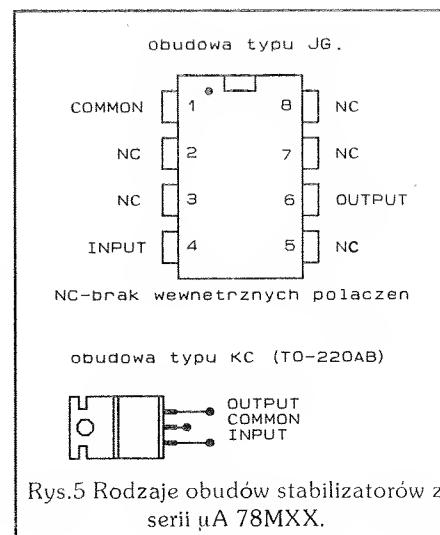 obudowa typu JG.
COMMON 1 8 NC
NC 2 7 NC
NC 3 6 OUTPUT
INPUT 4 5 NC
NC-brak wewnetrznych polaczen
obudowa typu KC (TO-220AB)
OUTPUT
COMMON
INPUT
Rys.5 Rodzaje obudów stabilizatorów z
serii µA 78MXX.